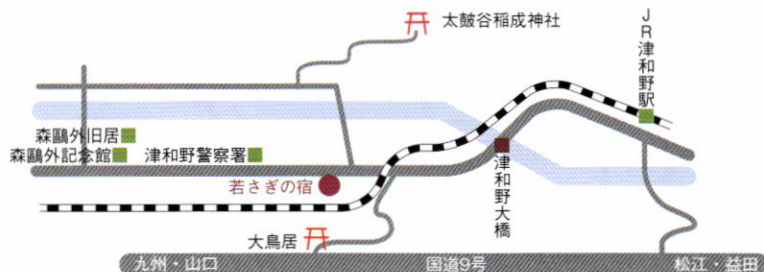 太皷谷稲成神社
JR津和野駅
森鷗外旧居
森鷗外記念館
津和野警察署
若さぎの宿
津和野大橋
大鳥居
九州・山口
国道9号
松江・益田